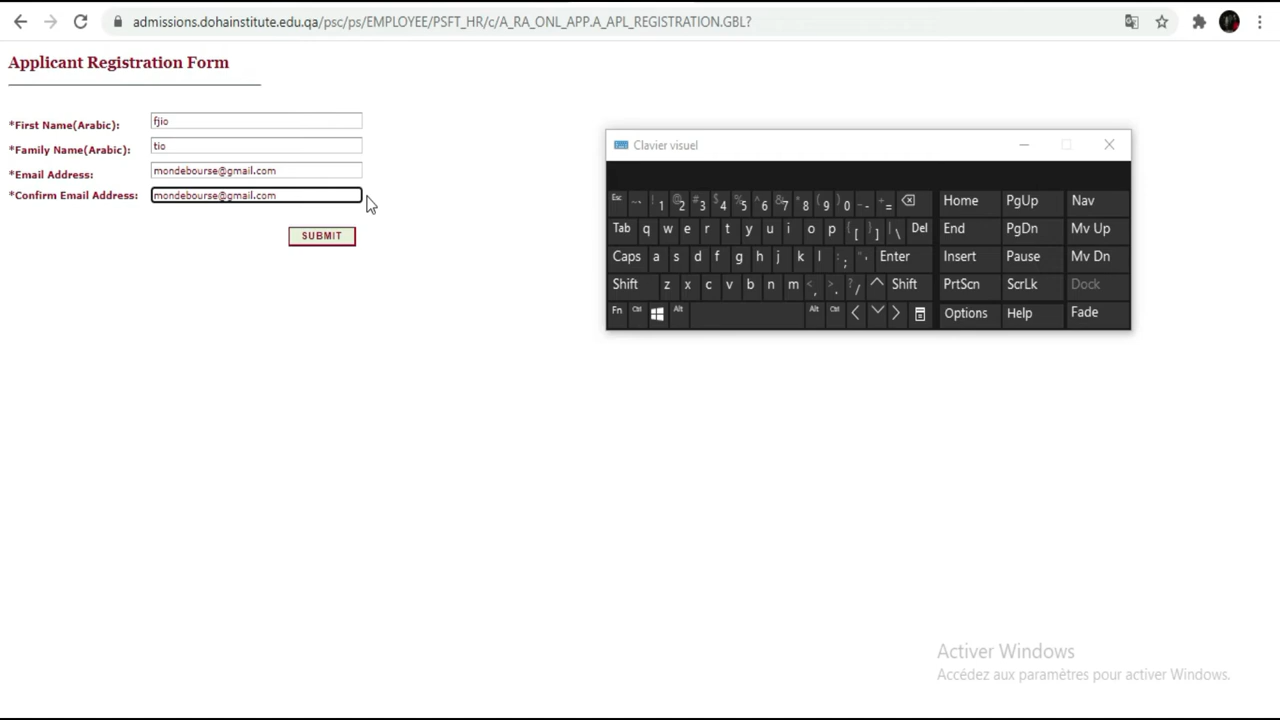 admissions.dohainstitute.edu.qa/psc/ps/EMPLOYEE/PSFT_HR/c/A_RA_ONL_APP.A_APL_REGISTRATION.GBL?
Applicant Registration Form
*First Name(Arabic): fjio
*Family Name(Arabic): tio
*Email Address: mondebourse@gmail.com
*Confirm Email Address: mondebourse@gmail.com
SUBMIT
Clavier visuel
Esc ~ ` ! 1 @ 2 # 3 $ 4 % 5 ^ 6 & 7 * 8 ( 9 ) 0 _ - + = Home PgUp Nav
Tab q w e r t y u i o p { [ } ] | \ Del End PgDn Mv Up
Caps a s d f g h j k l : ; " ' Enter Insert Pause Mv Dn
Shift z x c v b n m < , > . ? / Shift PrtScn ScrLk Dock
Fn Ctrl Alt Alt Ctrl Options Help Fade
Activer Windows
Accédez aux paramètres pour activer Windows.